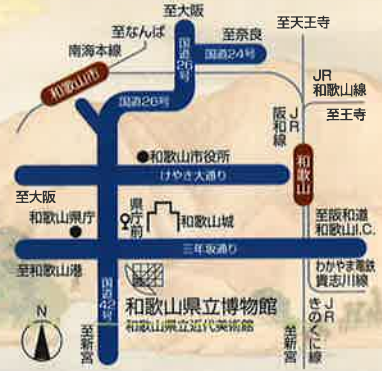 至大阪
至なんば
南海本線
至奈良
至天王寺
国道26号
国道24号
和歌山市
国道26号
JR
和歌山線
至王寺
JR
阪和線
和歌山市役所
和歌山
けやき大通り
至大阪
県庁前
和歌山県庁
和歌山城
至阪和道
和歌山I.C.
三年坂通り
至和歌山港
わかやま電鉄
貴志川線
国道42号
和歌山県立博物館
和歌山県立近代美術館
N
至新宮
至新宮
JR
きのくに線